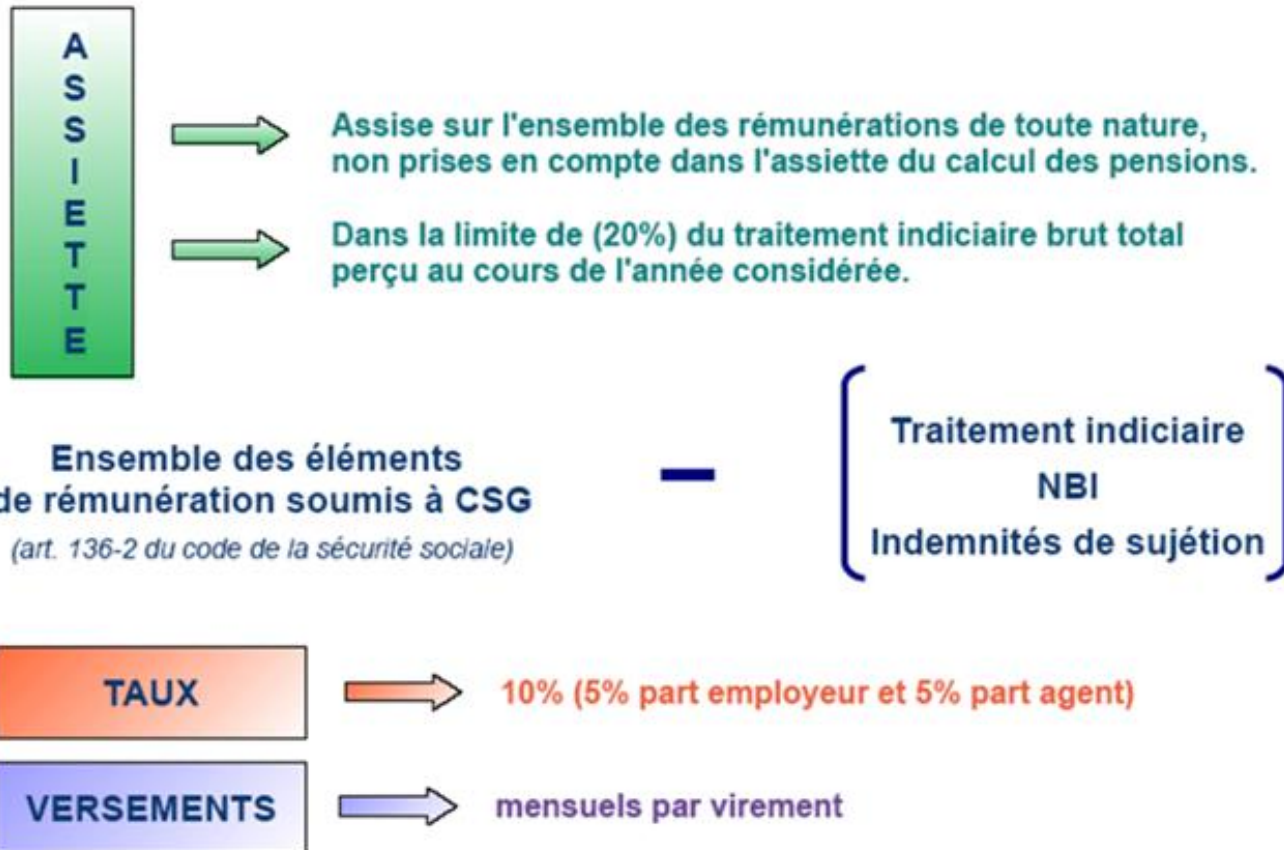 ASSIETTE
Assise sur l'ensemble des rémunérations de toute nature,
non prises en compte dans l'assiette du calcul des pensions.
Dans la limite de (20%) du traitement indiciaire brut total
perçu au cours de l'année considérée.
Ensemble des éléments
de rémunération soumis à CSG
(art. 136-2 du code de la sécurité sociale)
–
Traitement indiciaire
NBI
Indemnités de sujétion
TAUX
10% (5% part employeur et 5% part agent)
VERSEMENTS
mensuels par virement